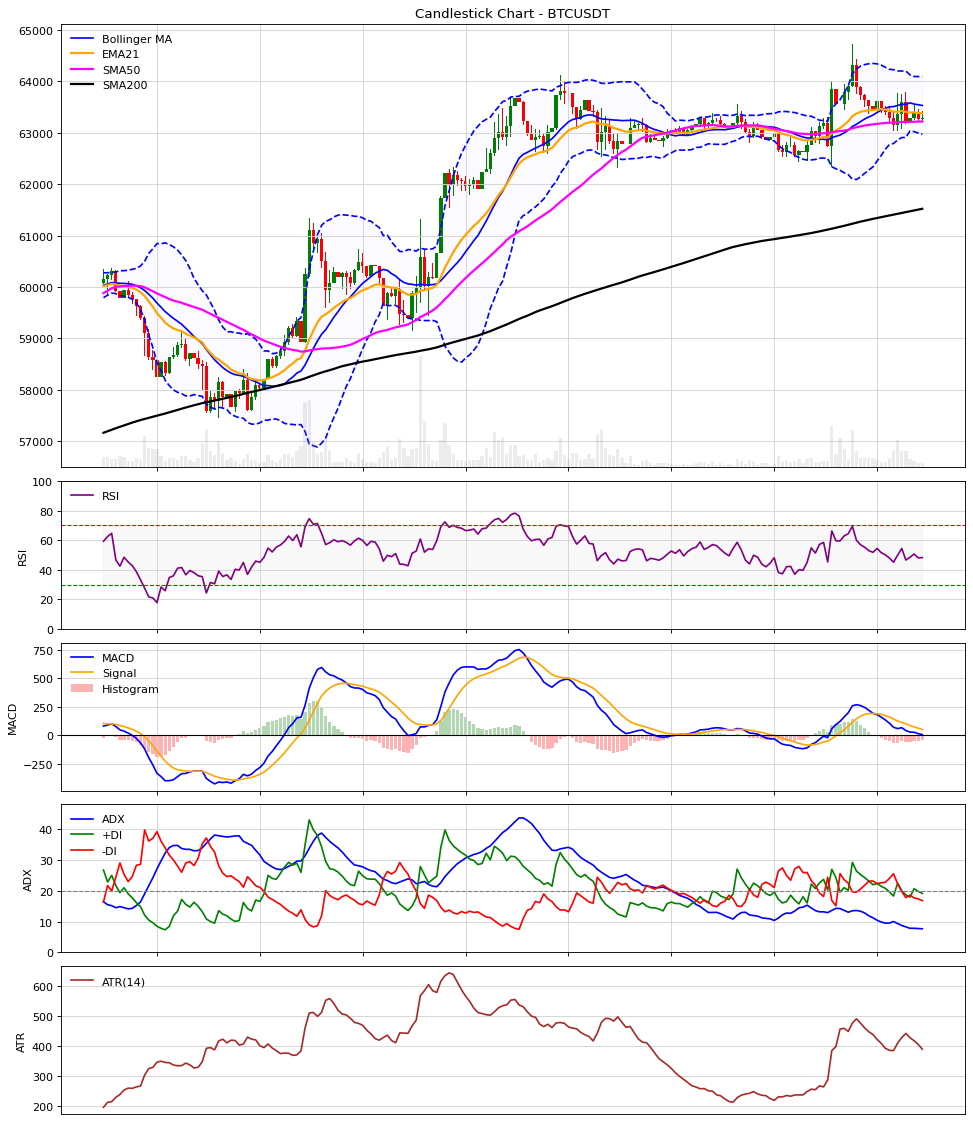 Candlestick Chart - BTCUSDT
65000
64000
63000
62000
61000
60000
59000
58000
57000
Bollinger MA
EMA21
SMA50
SMA200
100
80
60
40
20
0
RSI
RSI
750
500
250
0
−250
MACD
MACD
Signal
Histogram
40
30
20
10
0
ADX
ADX
+DI
-DI
600
500
400
300
200
ATR
ATR(14)